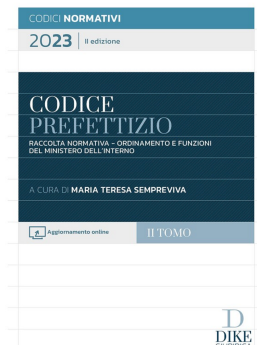 CODICI NORMATIVI
2023 II edizione
CODICE
PREFETTIZIO
RACCOLTA NORMATIVA – ORDINAMENTO E FUNZIONI
DEL MINISTERO DELL'INTERNO
A CURA DI MARIA TERESA SEMPREVIVA
Aggiornamento online
II TOMO
D
DIKE